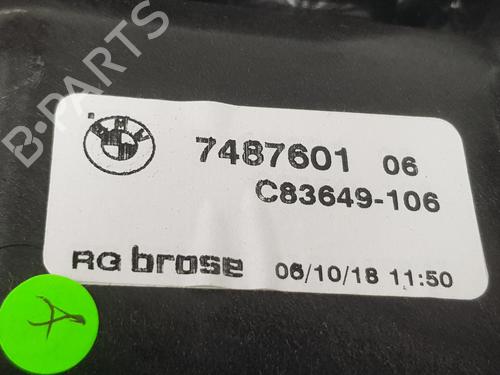 BMW
7487601 06
C83649-106
RG brose 06/10/18 11:50
A
B-PARTS